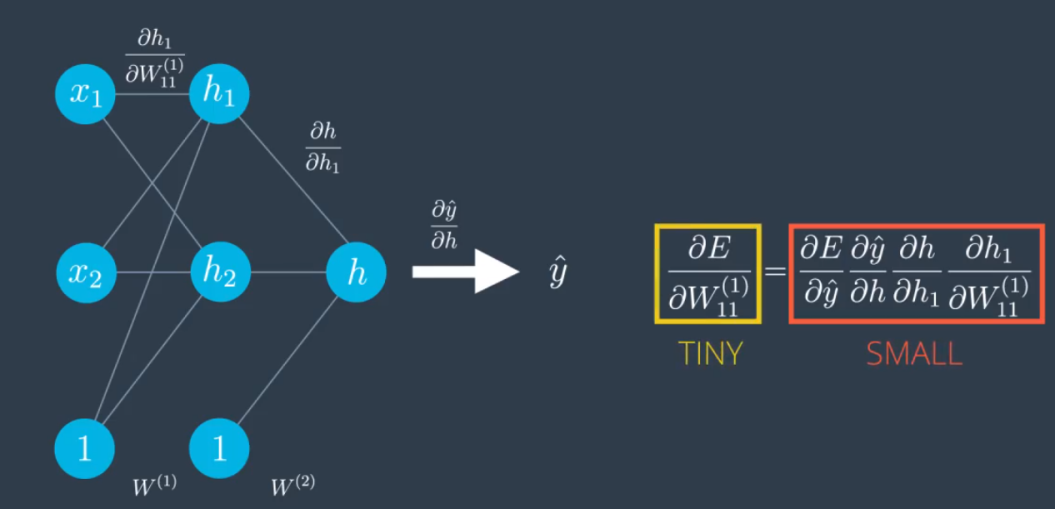 ∂h₁/∂W₁₁⁽¹⁾
x₁
h₁
∂h/∂h₁
∂ŷ/∂h
x₂
h₂
h
ŷ
∂E/∂W₁₁⁽¹⁾ = ∂E/∂ŷ ∂ŷ/∂h ∂h/∂h₁ ∂h₁/∂W₁₁⁽¹⁾
TINY
SMALL
1
1
W⁽¹⁾
W⁽²⁾